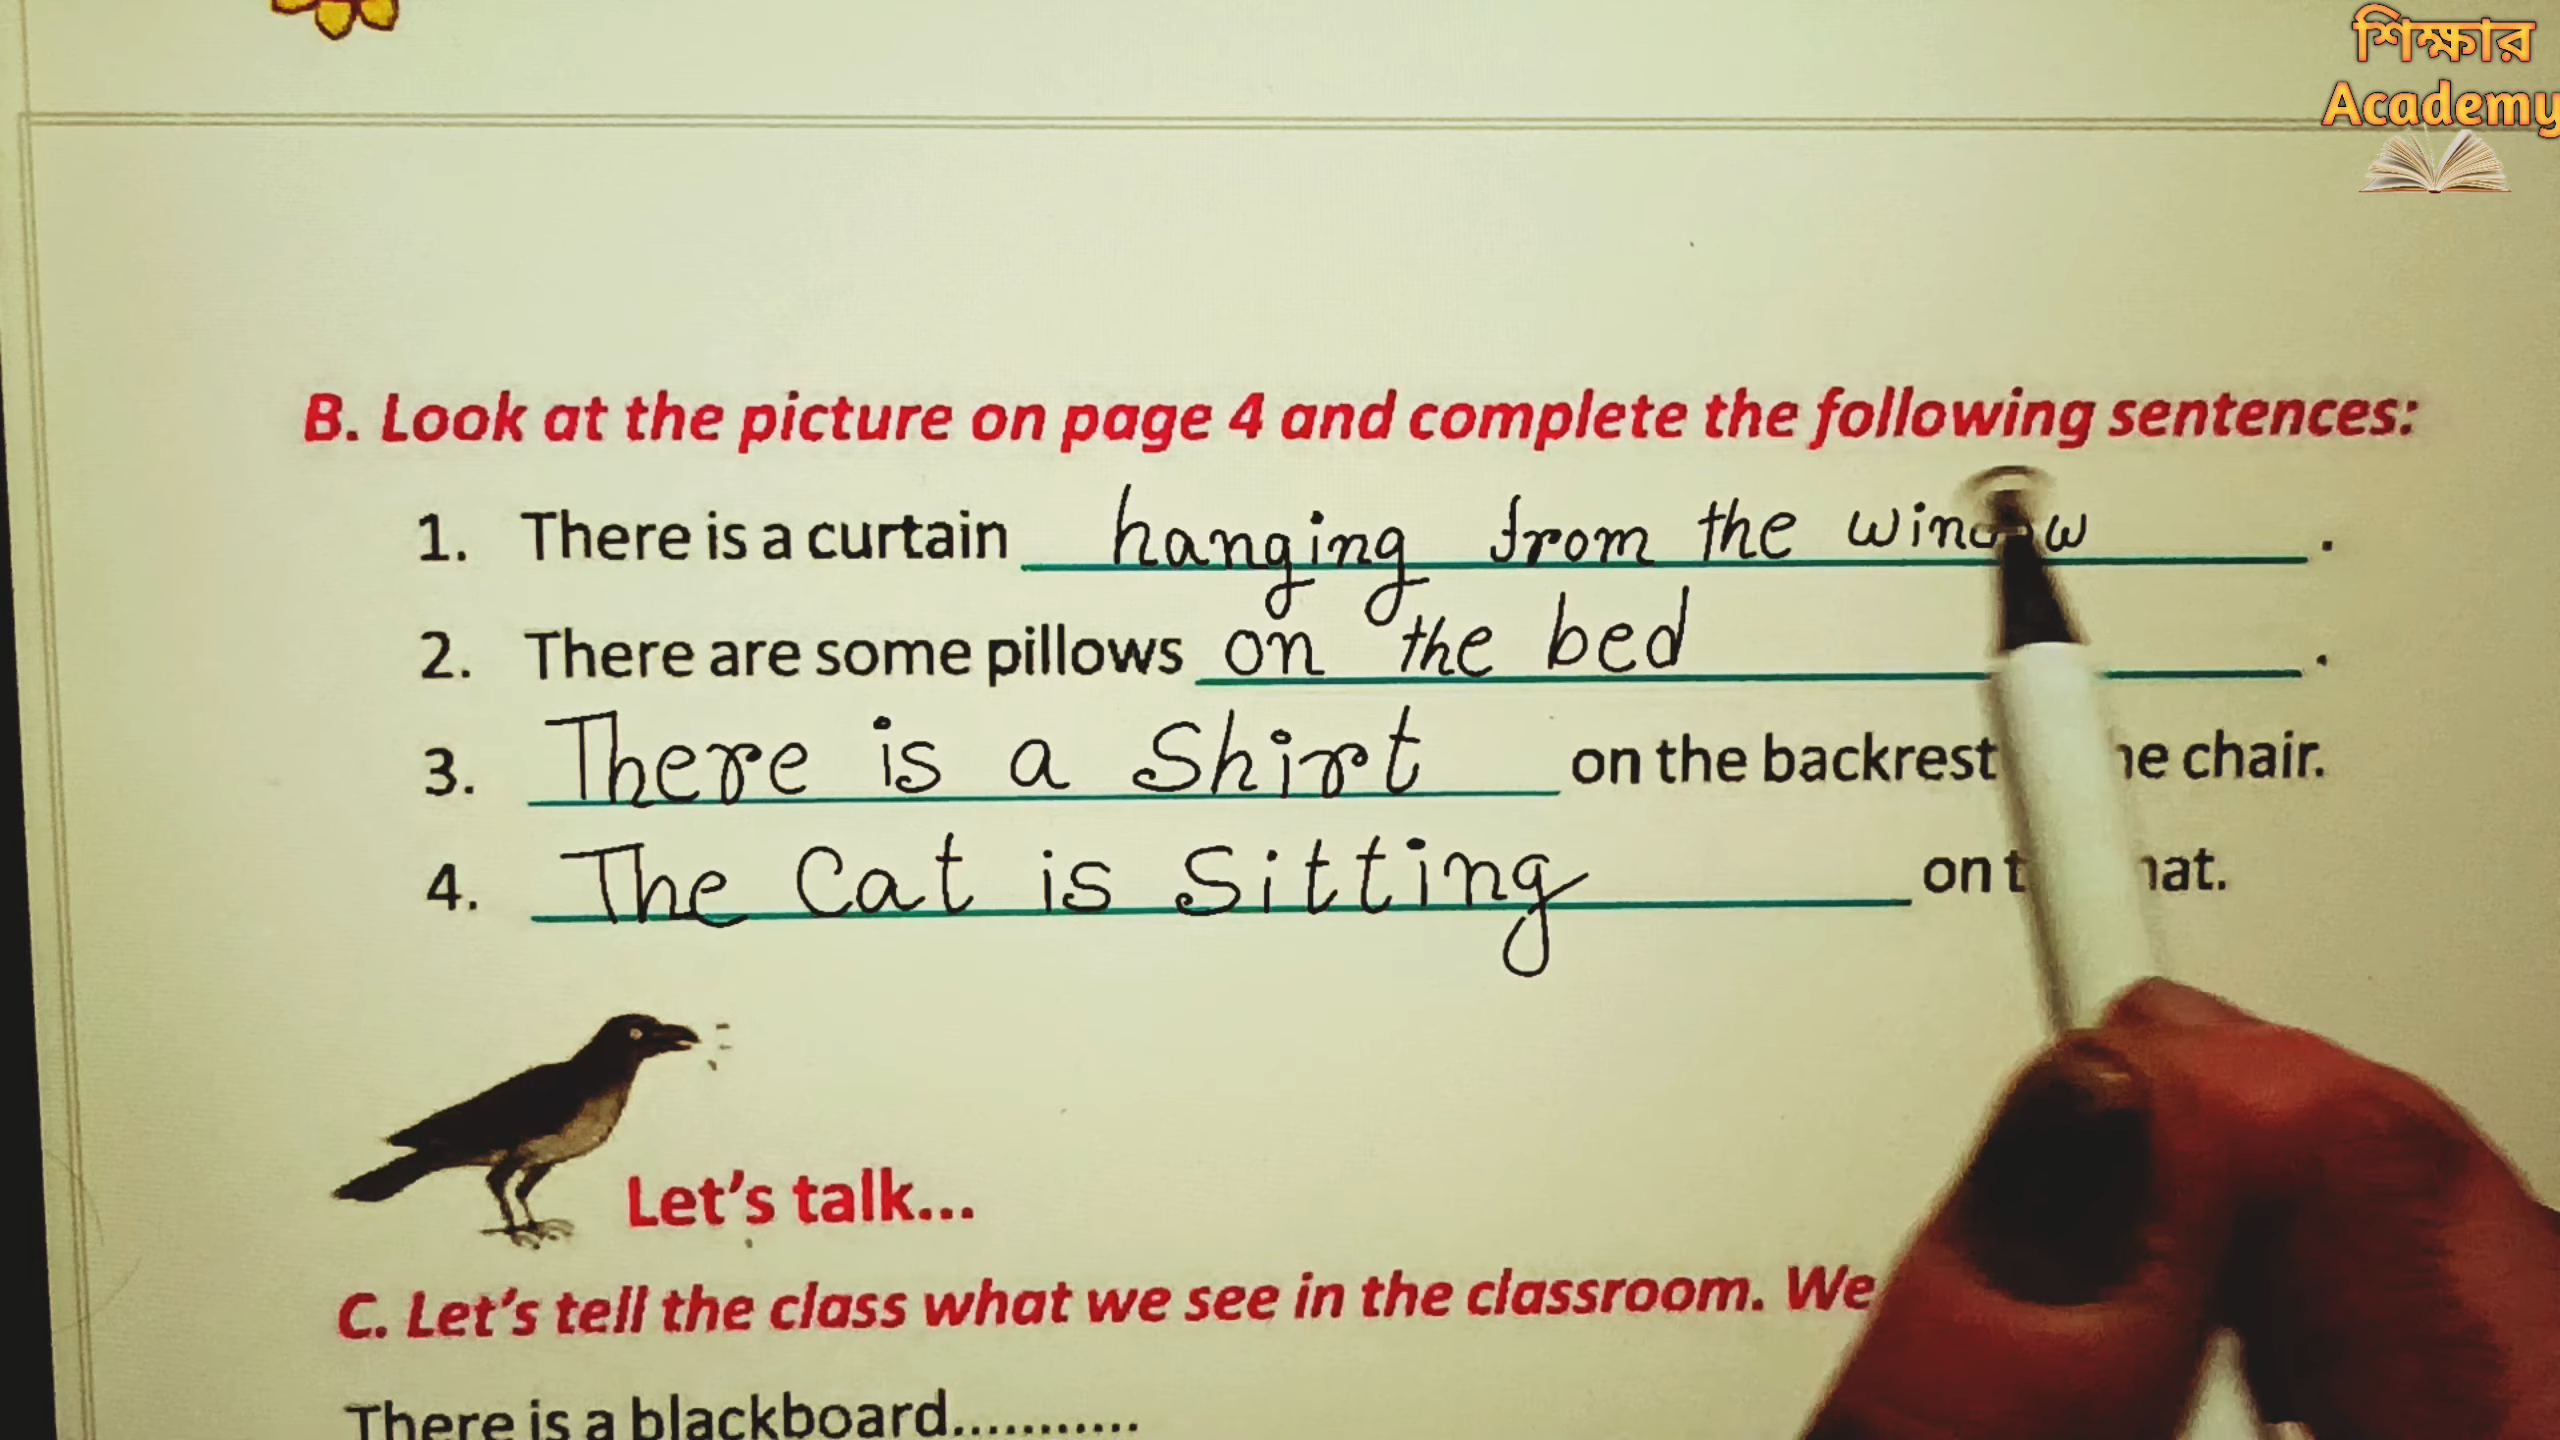 শিক্ষার
Academy
B. Look at the picture on page 4 and complete the following sentences:
1. There is a curtain hanging from the window.
2. There are some pillows on the bed.
3. There is a Shirt on the backrest chair.
4. The Cat is Sitting on
Let's talk...
C. Let's tell the class what we see in the classroom. We
There is a blackboard...........